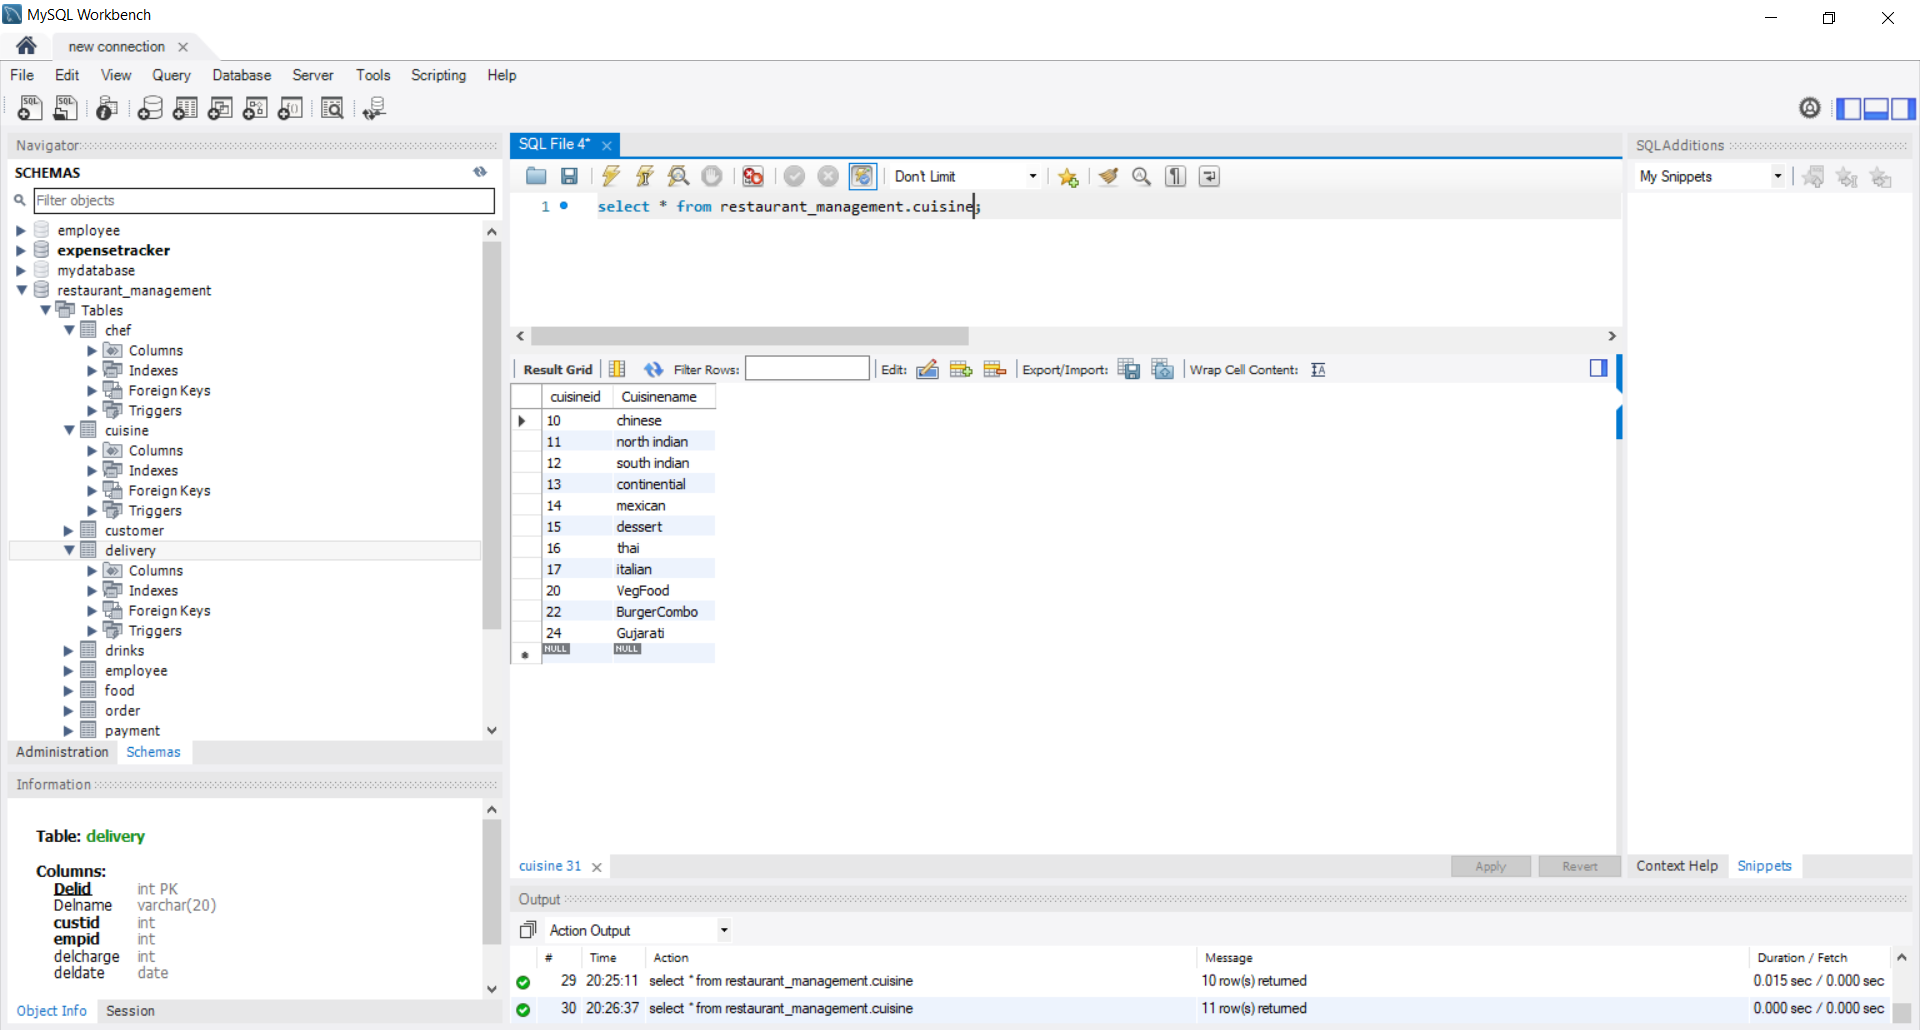 MySQL Workbench
new connection
File Edit View Query Database Server Tools Scripting Help
Navigator
SCHEMAS
Filter objects
employee
expensetracker
mydatabase
restaurant_management
Tables
chef
Columns
Indexes
Foreign Keys
Triggers
cuisine
Columns
Indexes
Foreign Keys
Triggers
customer
delivery
Columns
Indexes
Foreign Keys
Triggers
drinks
employee
food
order
payment
Administration Schemas
Information
Table: delivery
Columns:
Delid int PK
Delname varchar(20)
custid int
empid int
delcharge int
deldate date
Object Info Session
SQL File 4*
Don't Limit
1 select * from restaurant_management.cuisine;
Result Grid Filter Rows: Edit: Export/Import: Wrap Cell Content:
cuisineid Cuisinename
10 chinese
11 north indian
12 south indian
13 continental
14 mexican
15 dessert
16 thai
17 italian
20 VegFood
22 BurgerCombo
24 Gujarati
NULL NULL
cuisine 31
Apply Revert
Output
Action Output
# Time Action Message Duration / Fetch
29 20:25:11 select * from restaurant_management.cuisine 10 row(s) returned 0.015 sec / 0.000 sec
30 20:26:37 select * from restaurant_management.cuisine 11 row(s) returned 0.000 sec / 0.000 sec
SQLAdditions
My Snippets
Context Help Snippets